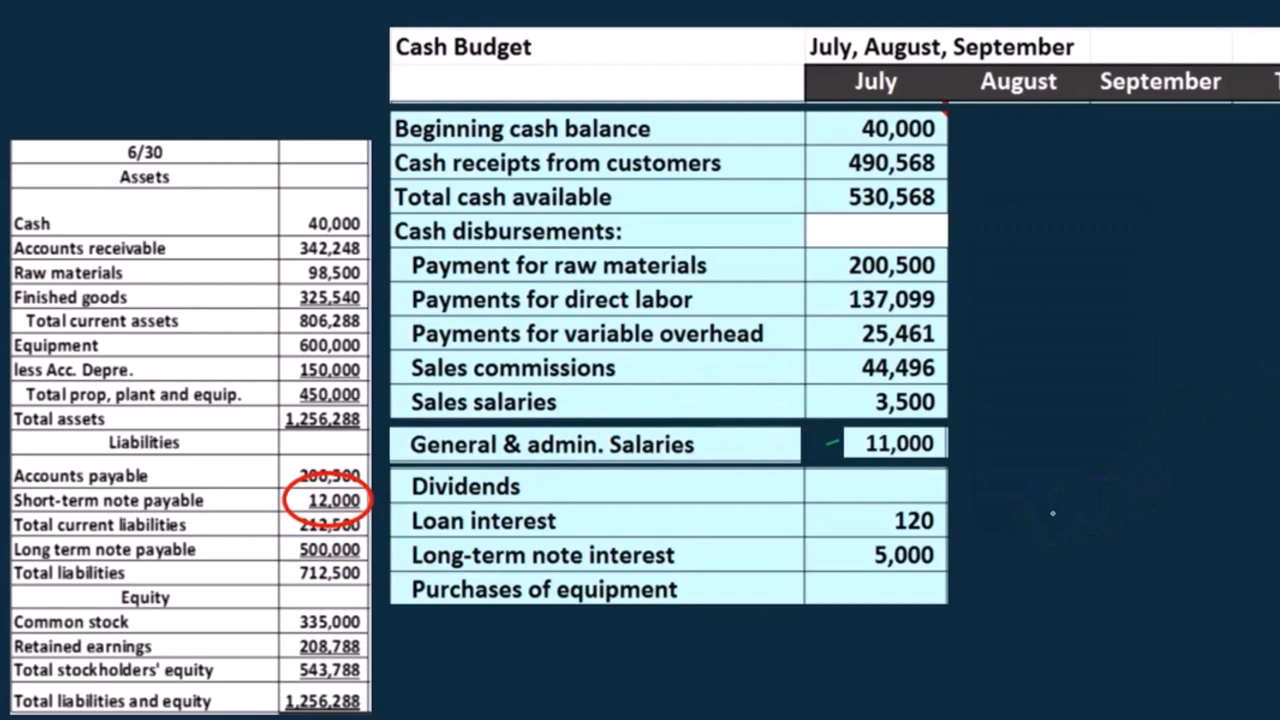 Cash Budget July, August, September
July August September
Beginning cash balance 40,000
Cash receipts from customers 490,568
Total cash available 530,568
Cash disbursements:
Payment for raw materials 200,500
Payments for direct labor 137,099
Payments for variable overhead 25,461
Sales commissions 44,496
Sales salaries 3,500
General & admin. Salaries 11,000
Dividends
Loan interest 120
Long-term note interest 5,000
Purchases of equipment
6/30
Assets
Cash 40,000
Accounts receivable 342,248
Raw materials 98,500
Finished goods 325,540
Total current assets 806,288
Equipment 600,000
less Acc. Depre. 150,000
Total prop, plant and equip. 450,000
Total assets 1,256,288
Liabilities
Accounts payable 200,500
Short-term note payable 12,000
Total current liabilities 212,500
Long term note payable 500,000
Total liabilities 712,500
Equity
Common stock 335,000
Retained earnings 208,788
Total stockholders' equity 543,788
Total liabilities and equity 1,256,288